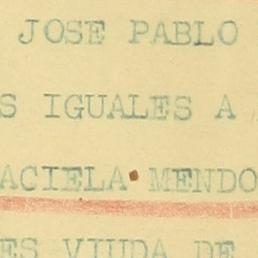 JOSE PABLO
S IGUALES A
ACIELA MENDO
ES VIUDA DE